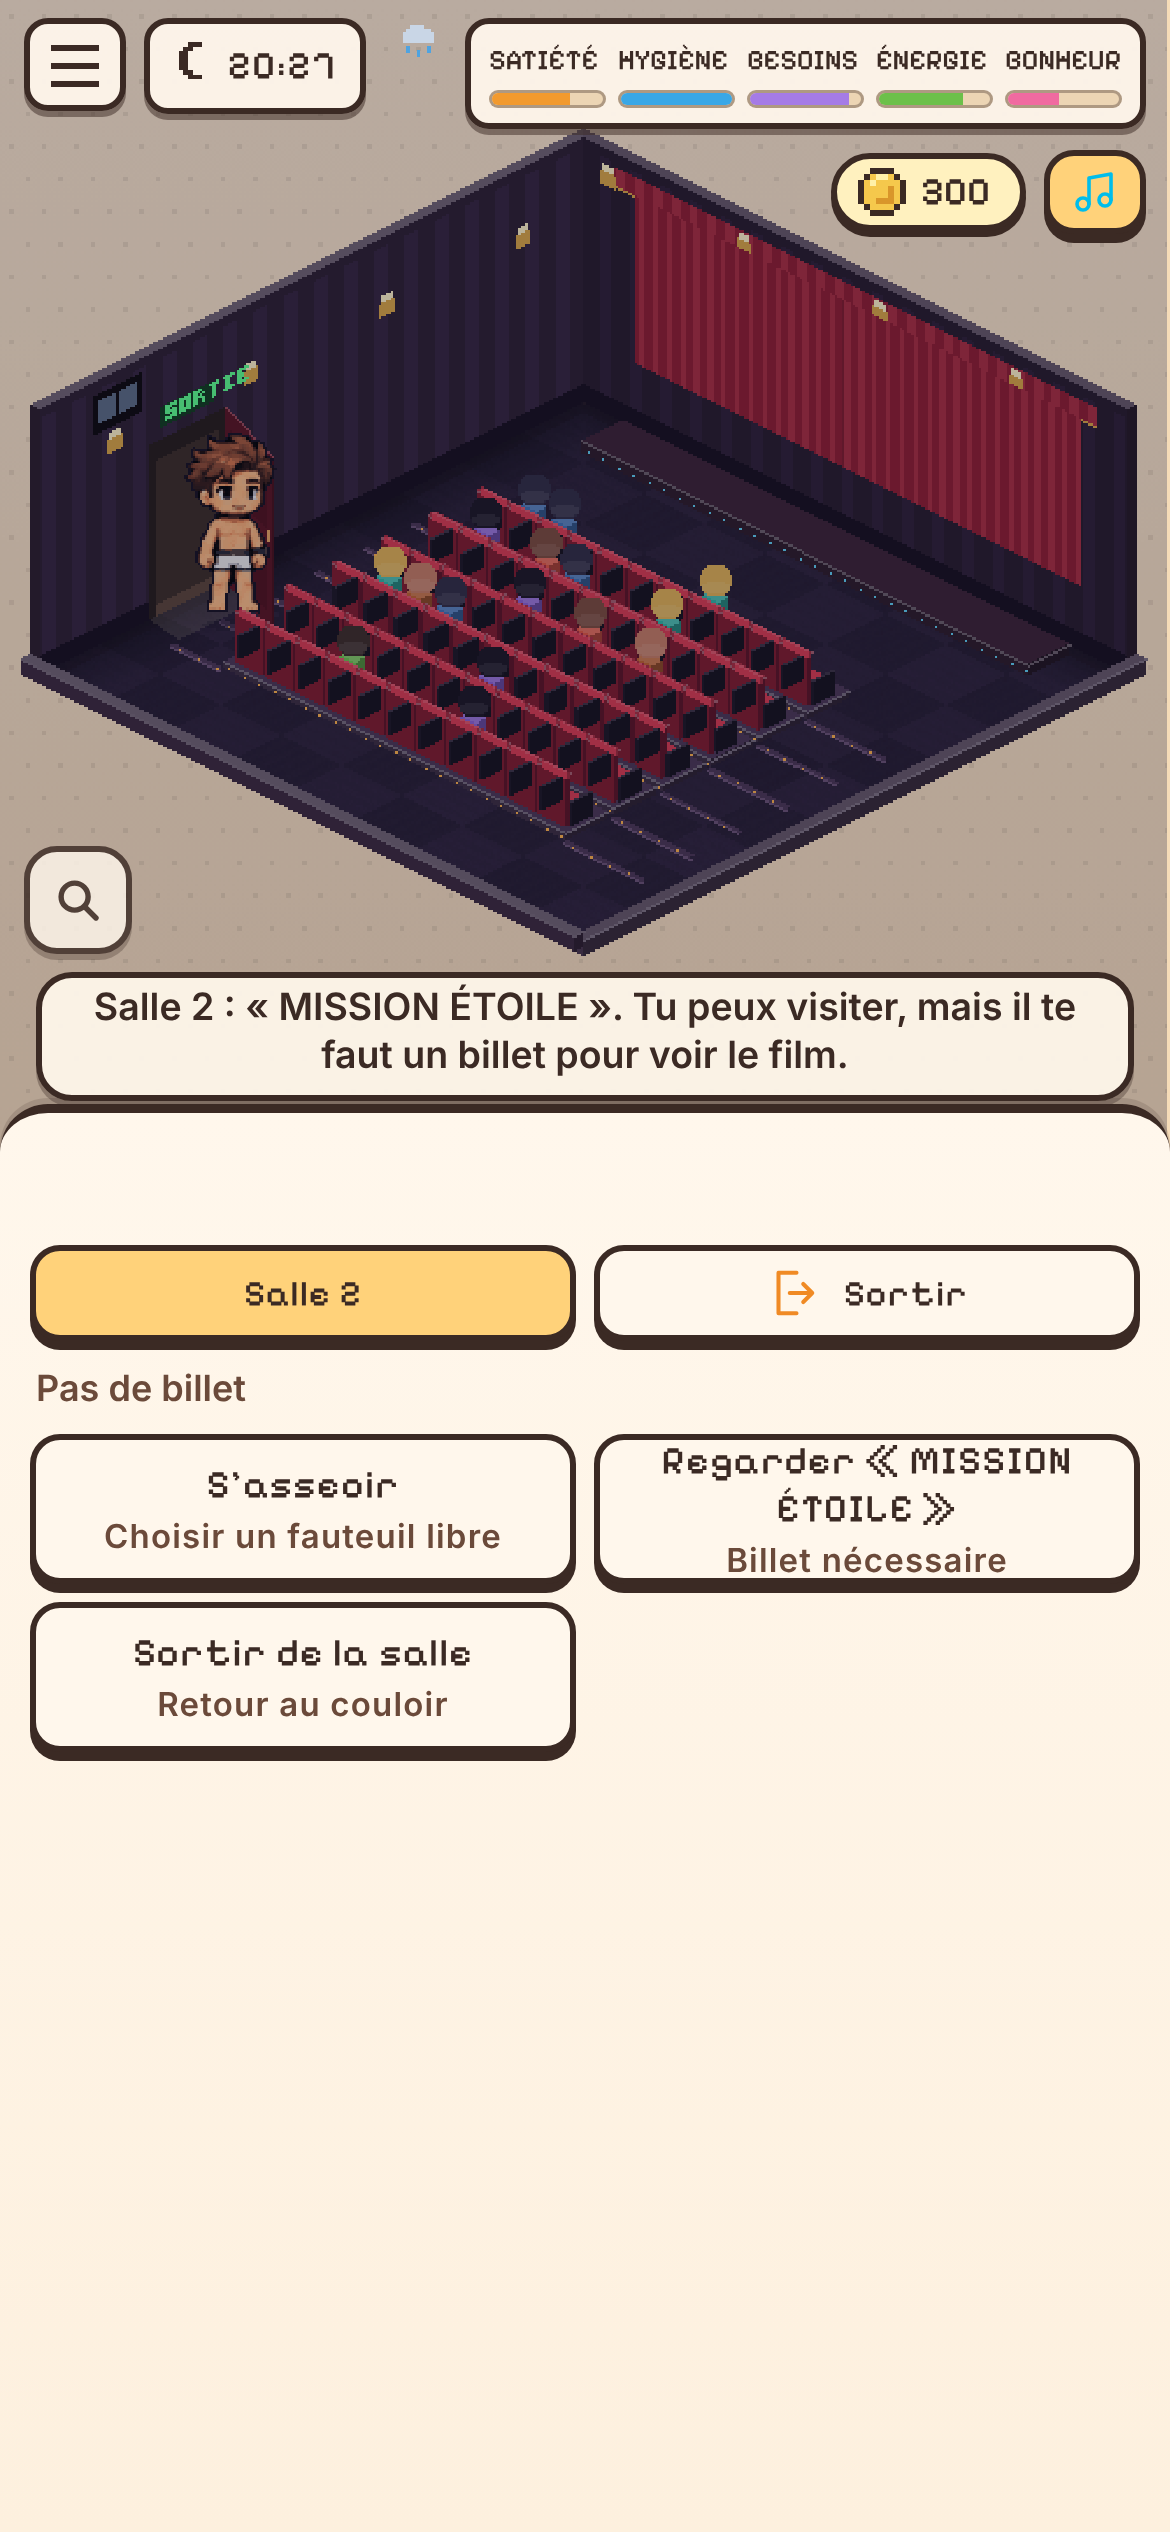 20:27
SATIÉTÉ HYGIÈNE BESOINS ÉNERGIE BONHEUR
300
SORTIE
Salle 2 : « MISSION ÉTOILE ». Tu peux visiter, mais il te
faut un billet pour voir le film.
Salle 2
Sortir
Pas de billet
S'asseoir
Choisir un fauteuil libre
Regarder « MISSION
ÉTOILE »
Billet nécessaire
Sortir de la salle
Retour au couloir